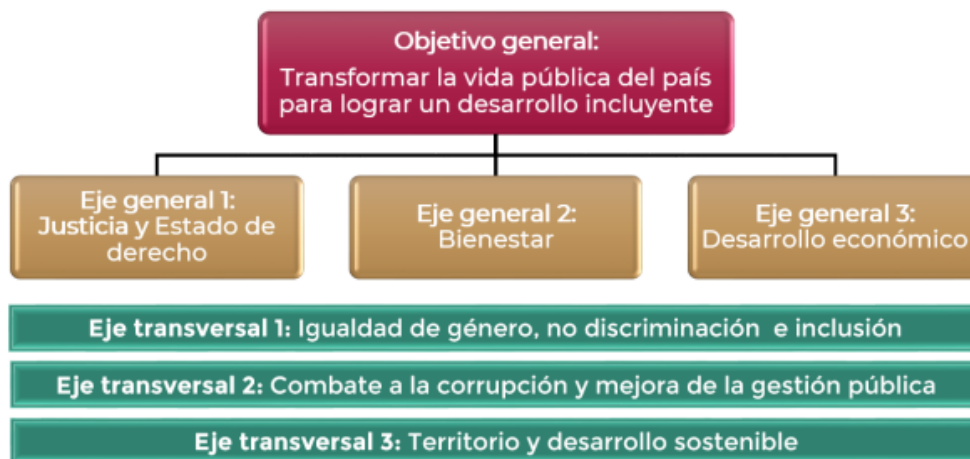 Objetivo general:
Transformar la vida pública del país
para lograr un desarrollo incluyente
Eje general 1:
Justicia y Estado de
derecho
Eje general 2:
Bienestar
Eje general 3:
Desarrollo económico
Eje transversal 1: Igualdad de género, no discriminación e inclusión
Eje transversal 2: Combate a la corrupción y mejora de la gestión pública
Eje transversal 3: Territorio y desarrollo sostenible